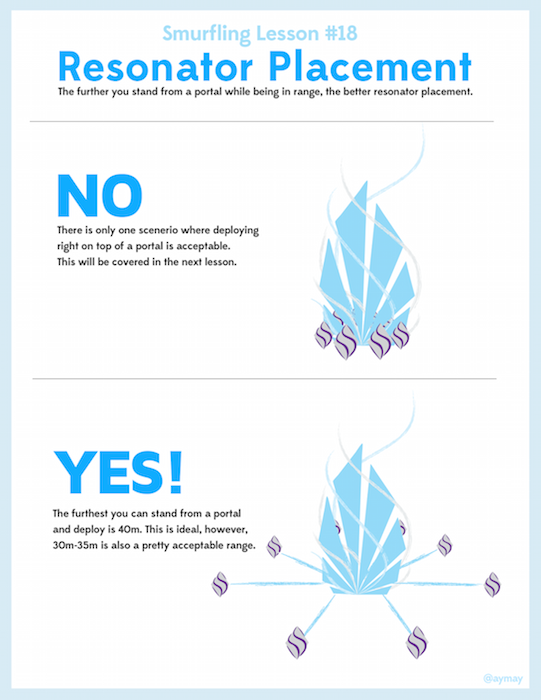 Smurfling Lesson #18
Resonator Placement
The further you stand from a portal while being in range, the better resonator placement.
NO
There is only one scenerio where deploying
right on top of a portal is acceptable.
This will be covered in the next lesson.
YES!
The furthest you can stand from a portal
and deploy is 40m. This is ideal, however,
30m-35m is also a pretty acceptable range.
@aymay